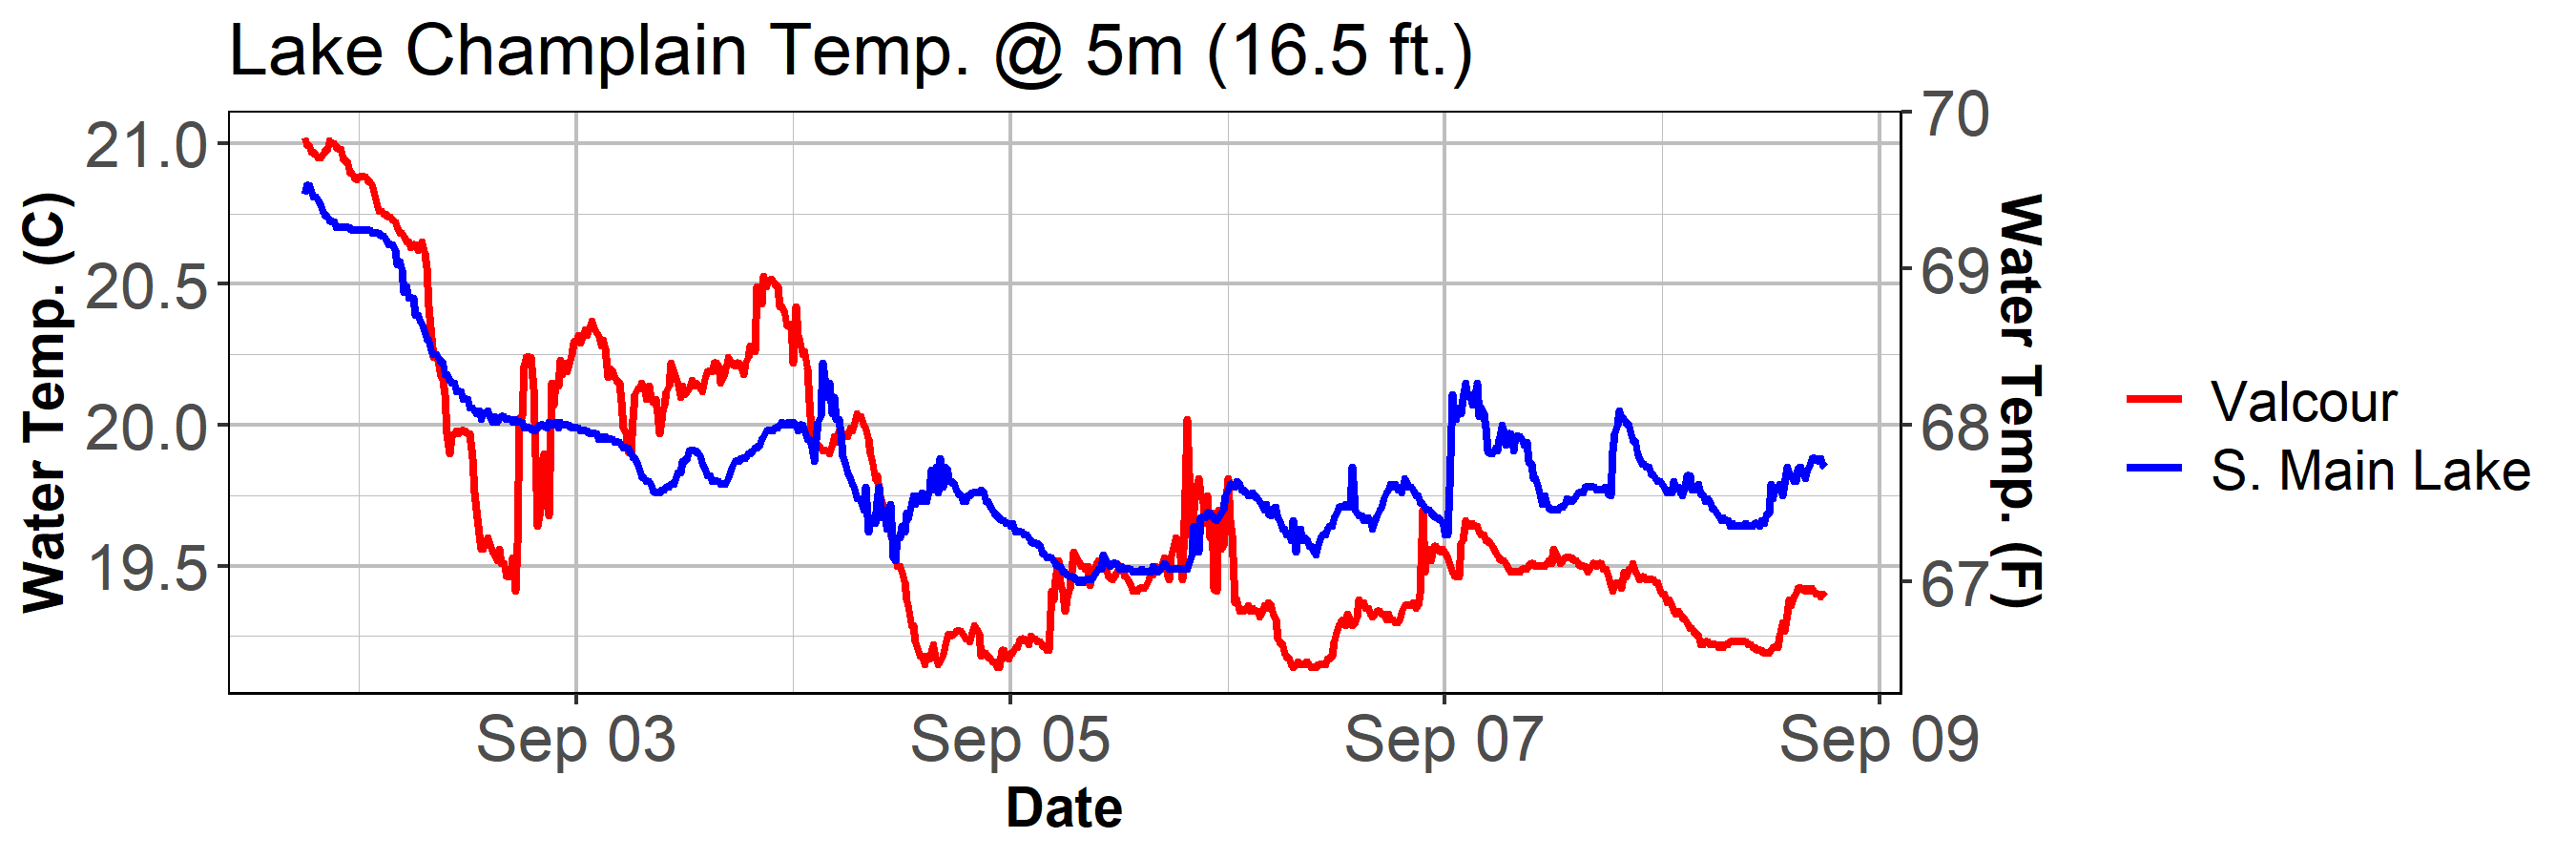 Lake Champlain Temp. @ 5m (16.5 ft.)
Water Temp. (C)
21.0
20.5
20.0
19.5
70
69
68
67
Water Temp. (F)
Sep 03
Sep 05
Sep 07
Sep 09
Date
Valcour
S. Main Lake